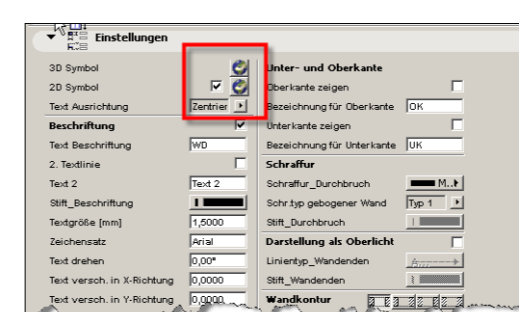 Einstellungen
3D Symbol
2D Symbol
Text Ausrichtung Zentrier
Beschriftung
Text Beschriftung WD
2. Textlinie
Text 2 Text 2
Stift_Beschriftung 1
Textgröße [mm] 1,5000
Zeichensatz Arial
Text drehen 0,00°
Text versch. in X-Richtung 0,0000
Text versch. in Y-Richtung 0,0000
Unter- und Oberkante
Oberkante zeigen
Bezeichnung für Oberkante OK
Unterkante zeigen
Bezeichnung für Unterkante UK
Schraffur
Schraffur_Durchbruch M..
Schr.typ gebogener Wand Typ 1
Stift_Durchbruch 1
Darstellung als Oberlicht
Linientyp_Wandenden
Stift_Wandenden 1
Wandkontur